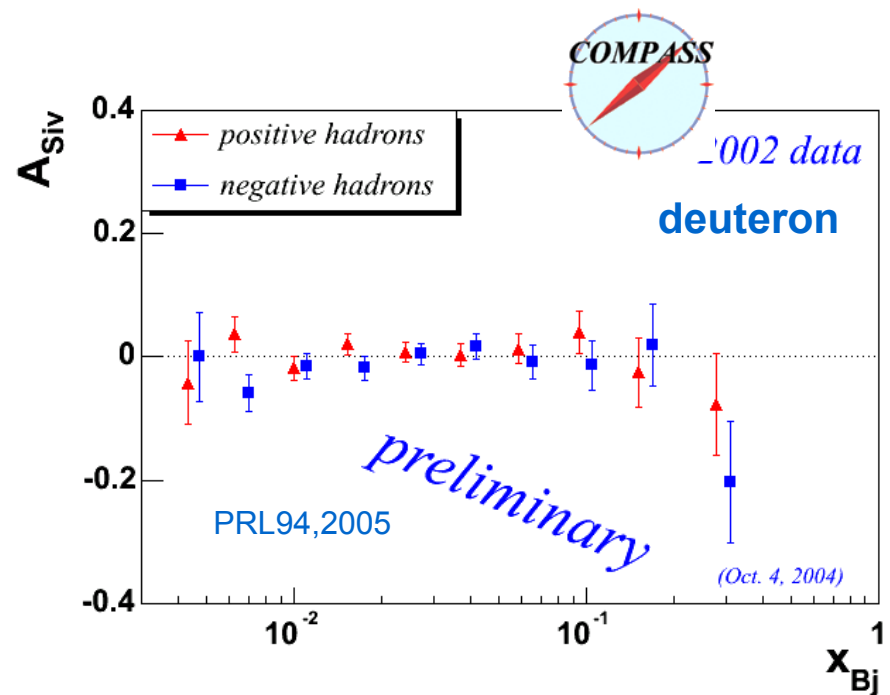 COMPASS
A_Siv
0.4
0.2
0
-0.2
-0.4
positive hadrons
negative hadrons
2002 data
deuteron
preliminary
PRL94,2005
(Oct. 4, 2004)
10^-2
10^-1
1
x_Bj